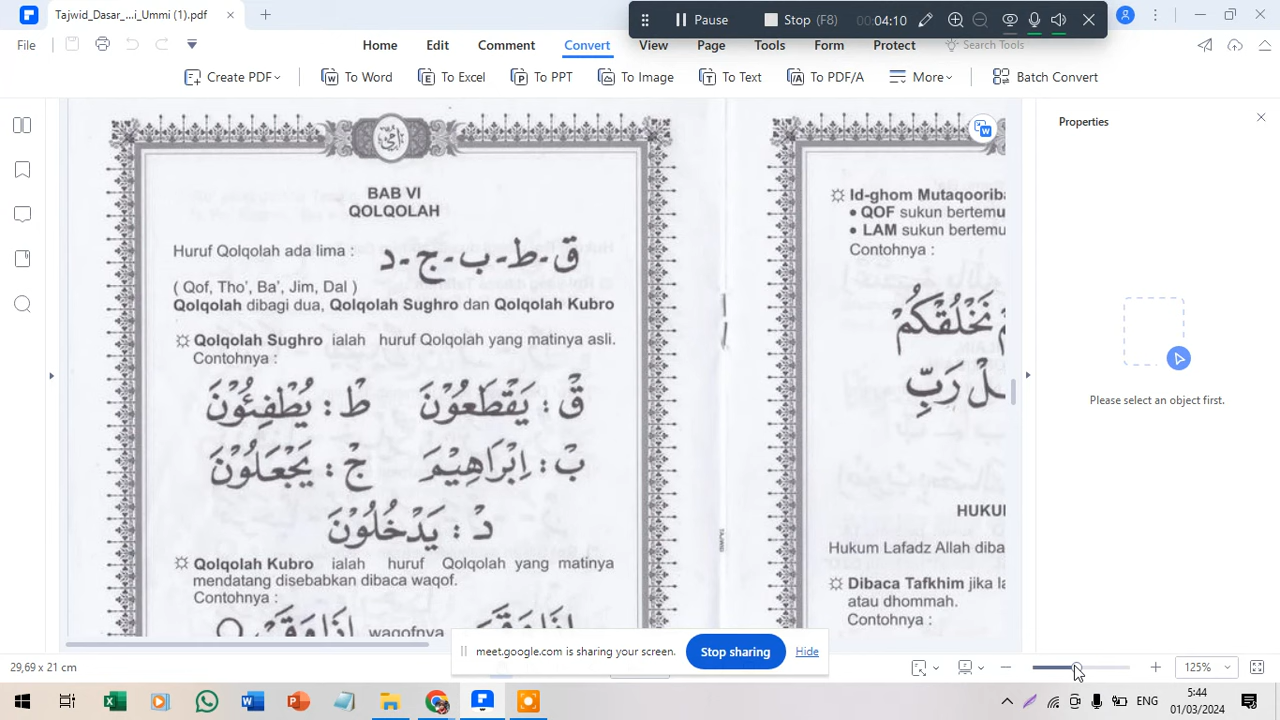 Tajwid_Dasar_...i_Ummi (1).pdf
Pause
Stop (F8)
00:04:10
File
Home
Edit
Comment
Convert
View
Page
Tools
Form
Protect
Search Tools
Create PDF
To Word
To Excel
To PPT
To Image
To Text
To PDF/A
More
Batch Convert
Properties
Please select an object first.
BAB VI
QOLQOLAH
Huruf Qolqolah ada lima : ق - ط - ب - ج - د
( Qof, Tho', Ba', Jim, Dal )
Qolqolah dibagi dua, Qolqolah Sughro dan Qolqolah Kubro
Qolqolah Sughro ialah huruf Qolqolah yang matinya asli.
Contohnya :
قْ : يَقْطَعُوْنَ طْ : يُطْفِئُوْنَ
بْ : اِبْرَاهِيْمَ جْ : يَجْعَلُوْنَ
دْ : يَدْخُلُوْنَ
Qolqolah Kubro ialah huruf Qolqolah yang matinya
mendatang disebabkan dibaca waqof.
Contohnya :
waqofnya
Id-ghom Mutaqoorib
• QOF sukun bertemu
• LAM sukun bertemu
Contohnya :
نَخْلُقْكُمْ
رَبِّ
HUKU
Hukum Lafadz Allah diba
Dibaca Tafkhim jika la
atau dhommah.
Contohnya :
meet.google.com is sharing your screen.
Stop sharing
Hide
29,69 x 21 cm
125%
ENG
5:44
01/03/2024